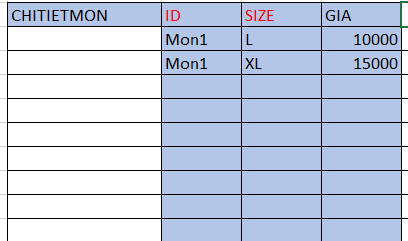 CHITIETMON ID SIZE GIA
Mon1 L 10000
Mon1 XL 15000